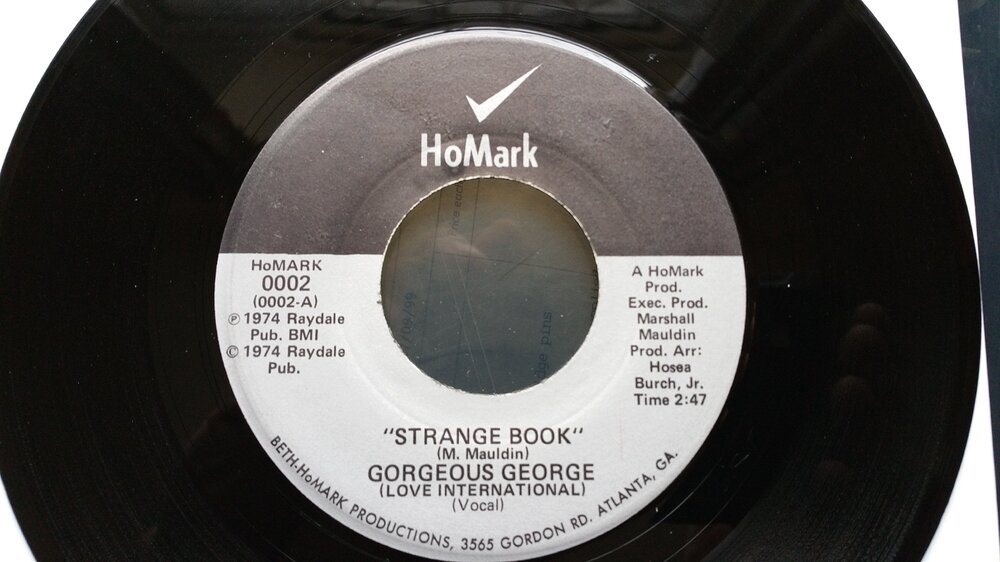 HoMark
HoMARK
0002
(0002-A)
℗ 1974 Raydale
Pub. BMI
© 1974 Raydale
Pub.
A HoMark
Prod.
Exec. Prod.
Marshall
Mauldin
Prod. Arr:
Hosea
Burch, Jr.
Time 2:47
"STRANGE BOOK"
(M. Mauldin)
GORGEOUS GEORGE
(LOVE INTERNATIONAL)
(Vocal)
BETH-HoMARK PRODUCTIONS, 3565 GORDON RD. ATLANTA, GA.